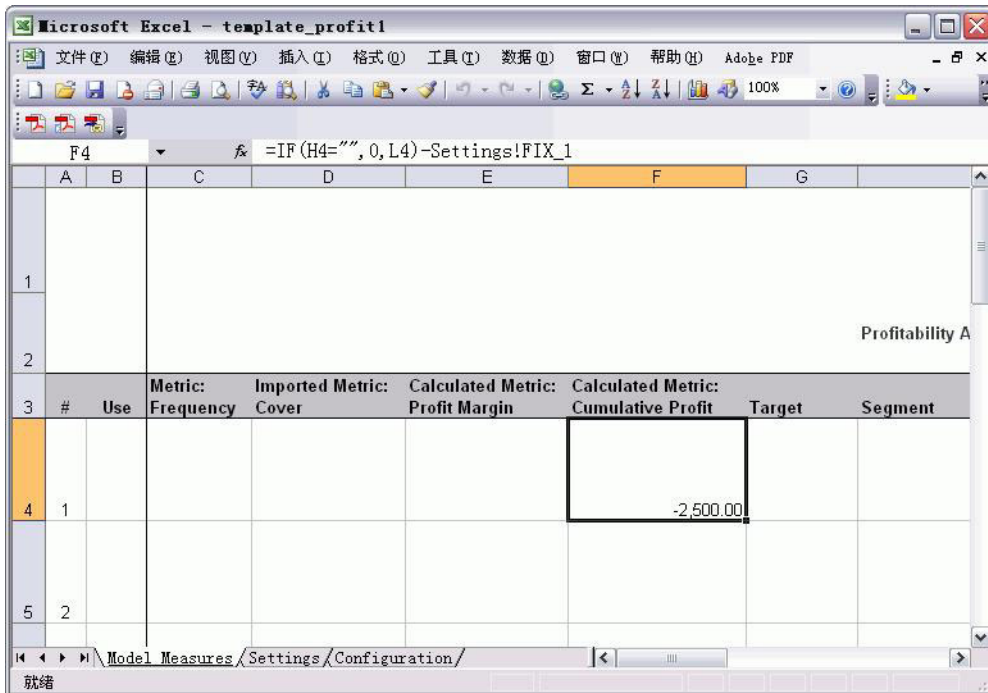 Microsoft Excel - template_profit1
文件(F) 编辑(E) 视图(V) 插入(I) 格式(O) 工具(T) 数据(D) 窗口(W) 帮助(H) Adobe PDF
100%
F4 fx =IF(H4="",0,L4)-Settings!FIX_1
A B C D E F G
1
Profitability A
2
Metric: Imported Metric: Calculated Metric: Calculated Metric:
3 # Use Frequency Cover Profit Margin Cumulative Profit Target Segment
4 1 -2,500.00
5 2
Model Measures Settings Configuration
就绪